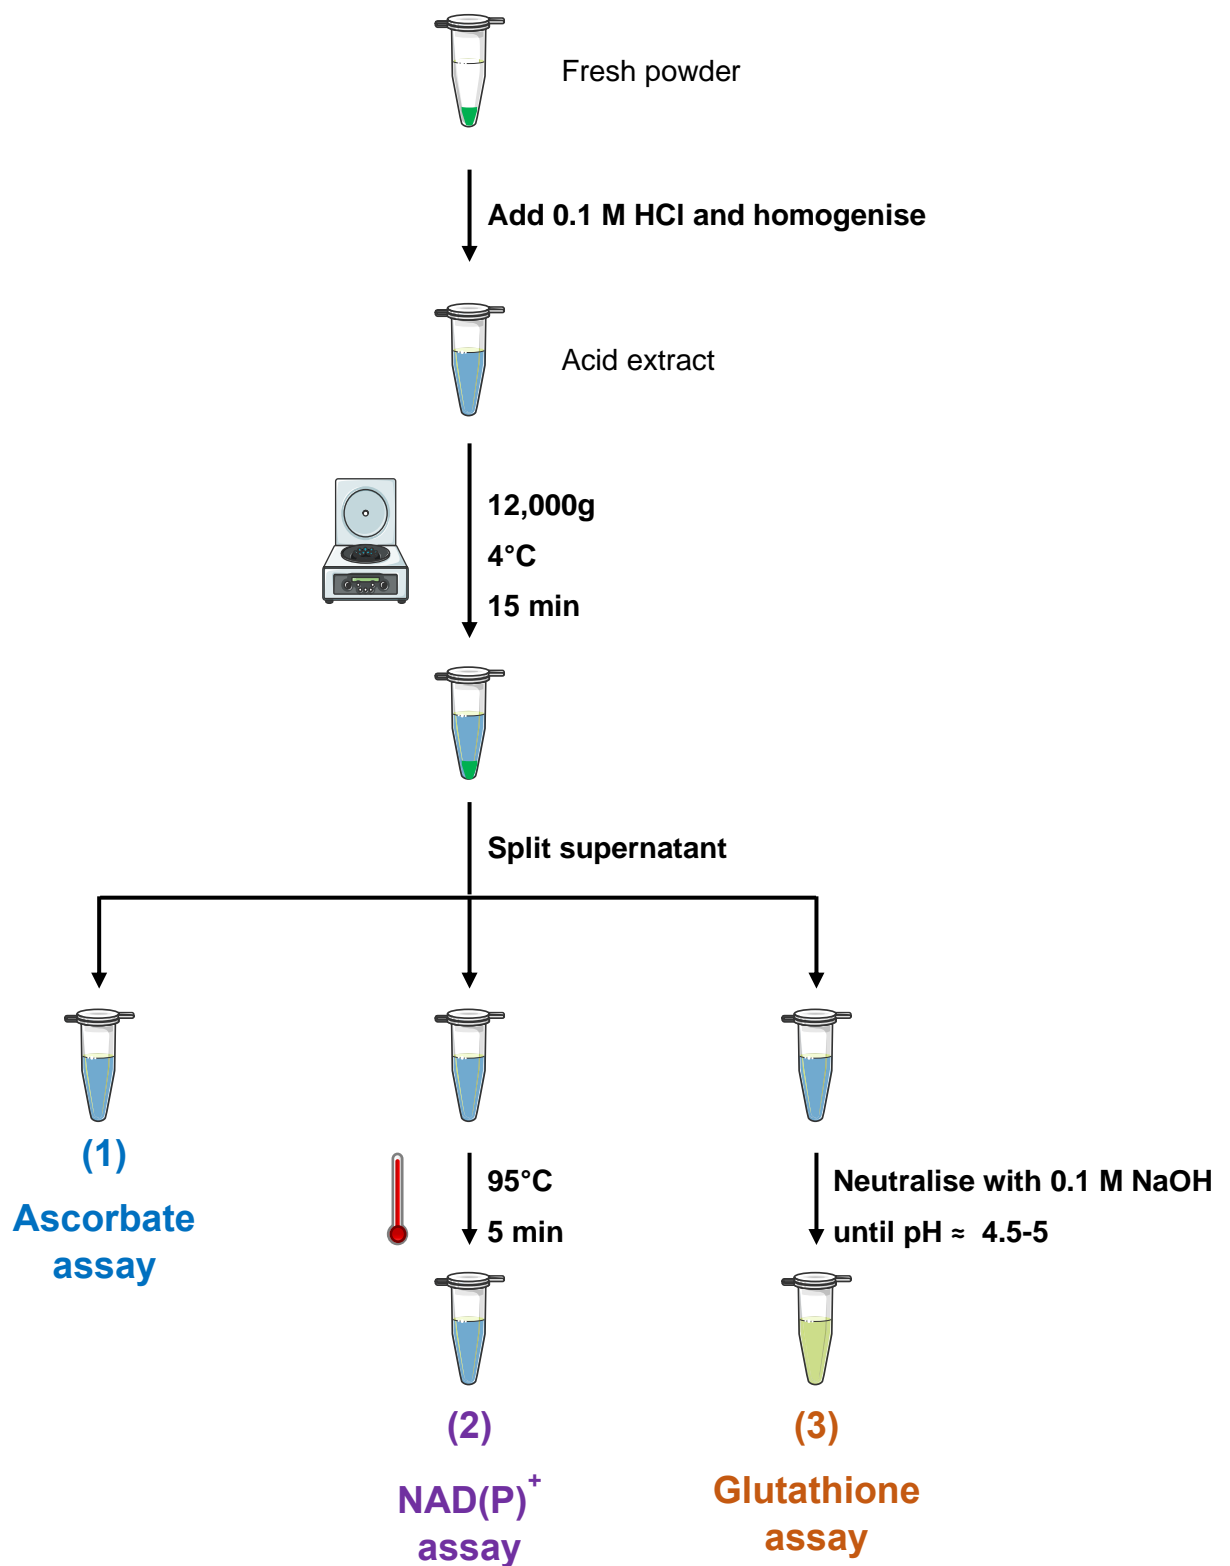 Fresh powder
Add 0.1 M HCl and homogenise
Acid extract
12,000g
4°C
15 min
Split supernatant
(1)
Ascorbate
assay
95°C
5 min
(2)
NAD(P)+
assay
Neutralise with 0.1 M NaOH
until pH ≈ 4.5-5
(3)
Glutathione
assay